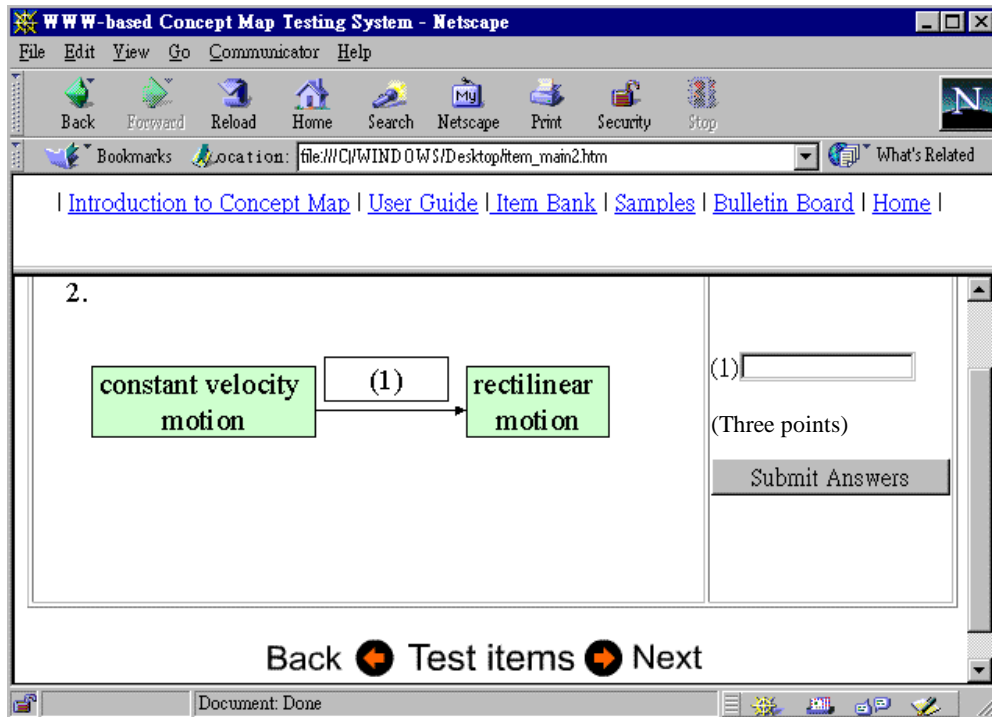 WWW-based Concept Map Testing System - Netscape
File Edit View Go Communicator Help
My
N
Back Forward Reload Home Search Netscape Print Security Stop
Bookmarks Location: file:///C|/WINDOWS/Desktop/item_main2.htm What's Related
| Introduction to Concept Map | User Guide | Item Bank | Samples | Bulletin Board | Home |
2.
constant velocity
motion
(1)
rectilinear
motion
(1)
(Three points)
Submit Answers
Back Test items Next
Document: Done